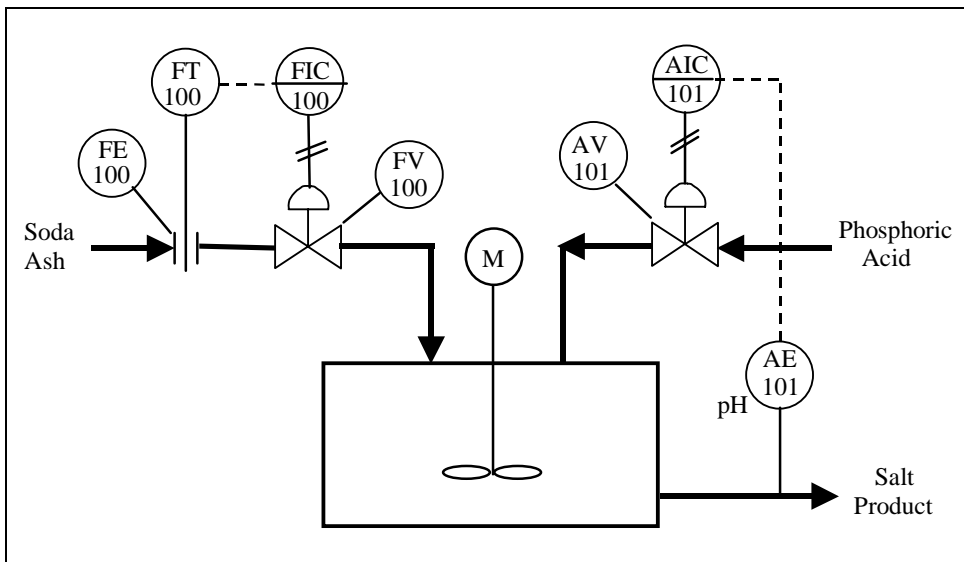 FT
100
FIC
100
AIC
101
FE
100
FV
100
AV
101
Soda
Ash
M
Phosphoric
Acid
AE
101
pH
Salt
Product